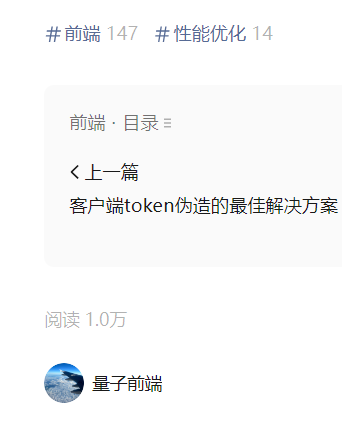 #前端 147 #性能优化 14
前端 · 目录
上一篇
客户端token伪造的最佳解决方案
阅读 1.0万
量子前端